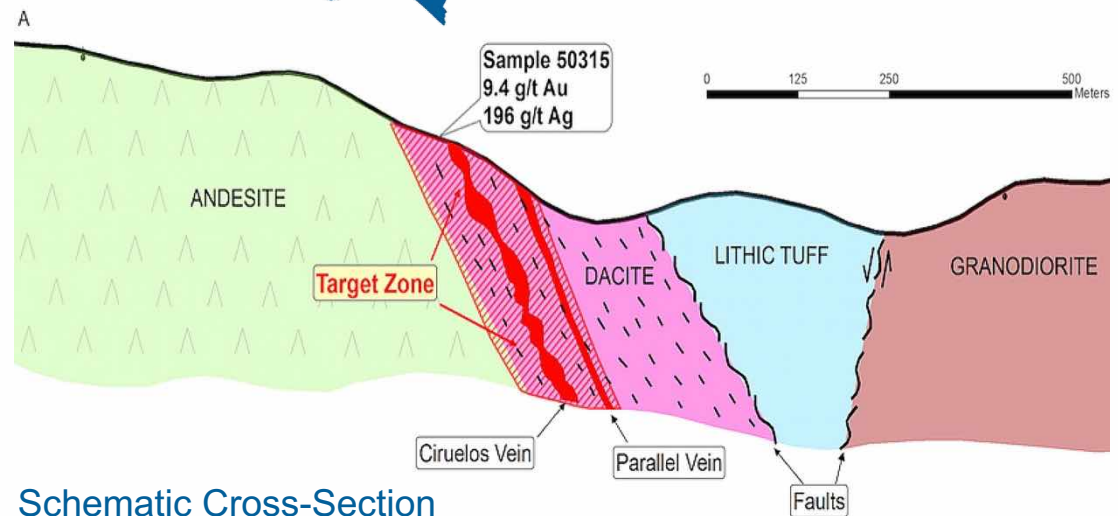 A
Sample 50315
9.4 g/t Au
196 g/t Ag
0 125 250 500
Meters
ANDESITE
Target Zone
DACITE
LITHIC TUFF
GRANODIORITE
Ciruelos Vein
Parallel Vein
Faults
Schematic Cross-Section